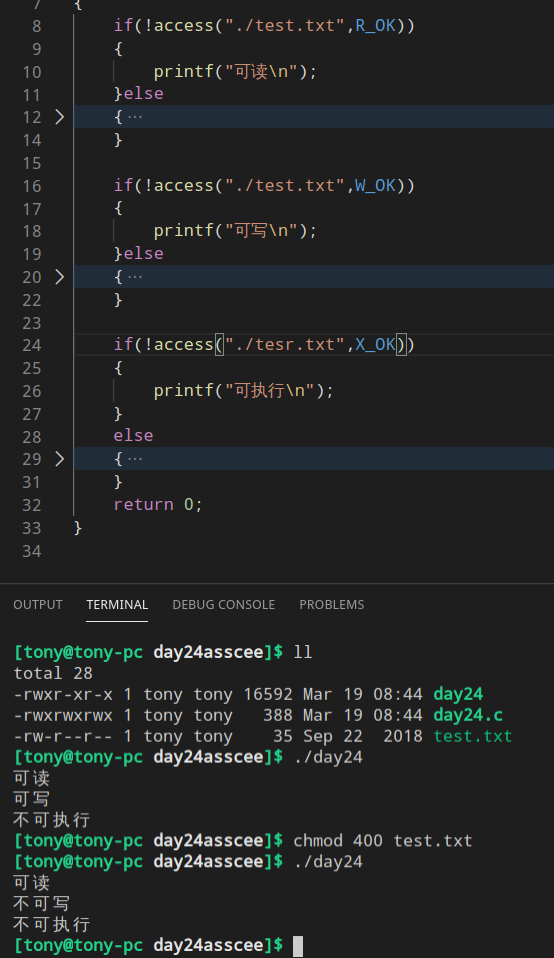 7 {
8 if(!access("./test.txt",R_OK))
9 {
10 printf("可读\n");
11 }else
12 {···
14 }
15
16 if(!access("./test.txt",W_OK))
17 {
18 printf("可写\n");
19 }else
20 {···
22 }
23
24 if(!access("./tesr.txt",X_OK))
25 {
26 printf("可执行\n");
27 }
28 else
29 {···
31 }
32 return 0;
33 }
34
OUTPUT TERMINAL DEBUG CONSOLE PROBLEMS
[tony@tony-pc day24asscee]$ ll
total 28
-rwxr-xr-x 1 tony tony 16592 Mar 19 08:44 day24
-rwxrwxrwx 1 tony tony 388 Mar 19 08:44 day24.c
-rw-r--r-- 1 tony tony 35 Sep 22 2018 test.txt
[tony@tony-pc day24asscee]$ ./day24
可读
可写
不可执行
[tony@tony-pc day24asscee]$ chmod 400 test.txt
[tony@tony-pc day24asscee]$ ./day24
可读
不可写
不可执行
[tony@tony-pc day24asscee]$